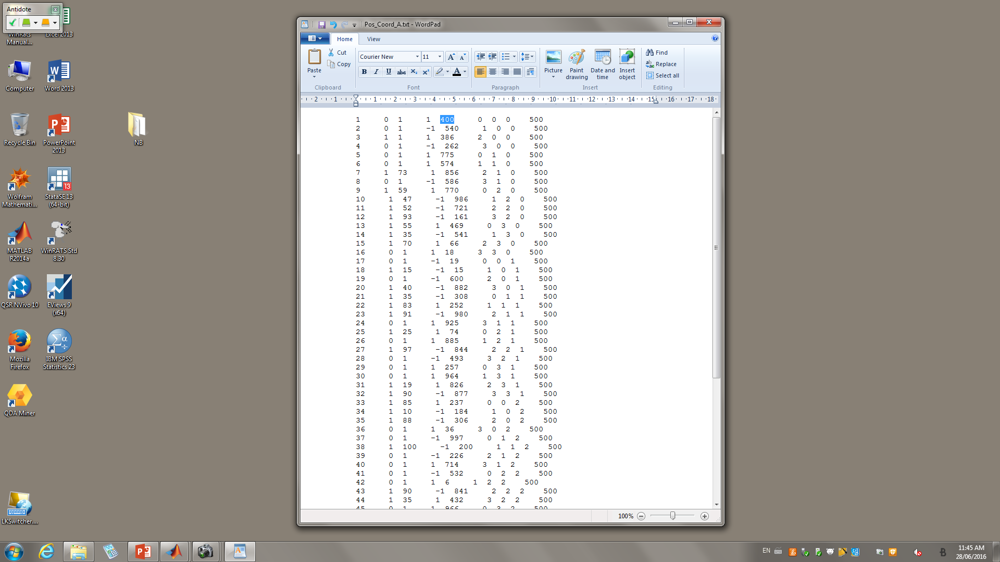 Antidote
WinRats Manual...
Excel 2013
Computer
Word 2013
Recycle Bin
PowerPoint 2013
NB
Wolfram Mathemati...
StataSE 13 (64-bit)
MATLAB R2014a
WinRATS Std 8.30
QSR NVivo 10
EViews 9 (x64)
Mozilla Firefox
IBM SPSS Statistics 23
QDA Miner
LKSwitcher....
Pos_Coord_A.txt - WordPad
Home View
Paste Cut Copy
Clipboard
Courier New 11
B I U abc X₂ X²
Font
Paragraph
Picture Paint drawing Date and time Insert object
Insert
Find
Replace
Select all
Editing
2 1 1 2 3 4 5 6 7 8 9 10 11 12 13 14 15 16 17 18
1 0 1 1 400 0 0 0 500
2 0 1 -1 540 1 0 0 500
3 1 1 1 386 2 0 0 500
4 0 1 -1 262 3 0 0 500
5 0 1 1 775 0 1 0 500
6 0 1 1 574 1 1 0 500
7 1 73 1 856 2 1 0 500
8 0 1 -1 586 3 1 0 500
9 1 59 1 770 0 2 0 500
10 1 47 -1 986 1 2 0 500
11 1 52 -1 721 2 2 0 500
12 1 93 -1 161 3 2 0 500
13 1 55 1 469 0 3 0 500
14 1 35 -1 541 1 3 0 500
15 1 70 1 66 2 3 0 500
16 0 1 1 18 3 3 0 500
17 0 1 -1 19 0 0 1 500
18 1 15 -1 15 1 0 1 500
19 0 1 -1 600 2 0 1 500
20 1 40 -1 882 3 0 1 500
21 1 35 -1 308 0 1 1 500
22 1 83 1 252 1 1 1 500
23 1 91 -1 980 2 1 1 500
24 0 1 1 925 3 1 1 500
25 1 25 1 74 0 2 1 500
26 0 1 1 885 1 2 1 500
27 1 97 -1 844 2 2 1 500
28 0 1 -1 493 3 2 1 500
29 0 1 1 257 0 3 1 500
30 0 1 1 964 1 3 1 500
31 1 19 1 826 2 3 1 500
32 1 90 -1 877 3 3 1 500
33 1 85 1 237 0 0 2 500
34 1 10 -1 184 1 0 2 500
35 1 88 -1 306 2 0 2 500
36 0 1 1 36 3 0 2 500
37 0 1 -1 997 0 1 2 500
38 1 100 -1 200 1 1 2 500
39 0 1 -1 226 2 1 2 500
40 0 1 1 714 3 1 2 500
41 0 1 -1 532 0 2 2 500
42 0 1 1 6 1 2 2 500
43 1 90 -1 841 2 2 2 500
44 1 35 1 432 3 2 2 500
45 0 1 1 966 0 3 2 500
100%
EN
11:45 AM
28/06/2016